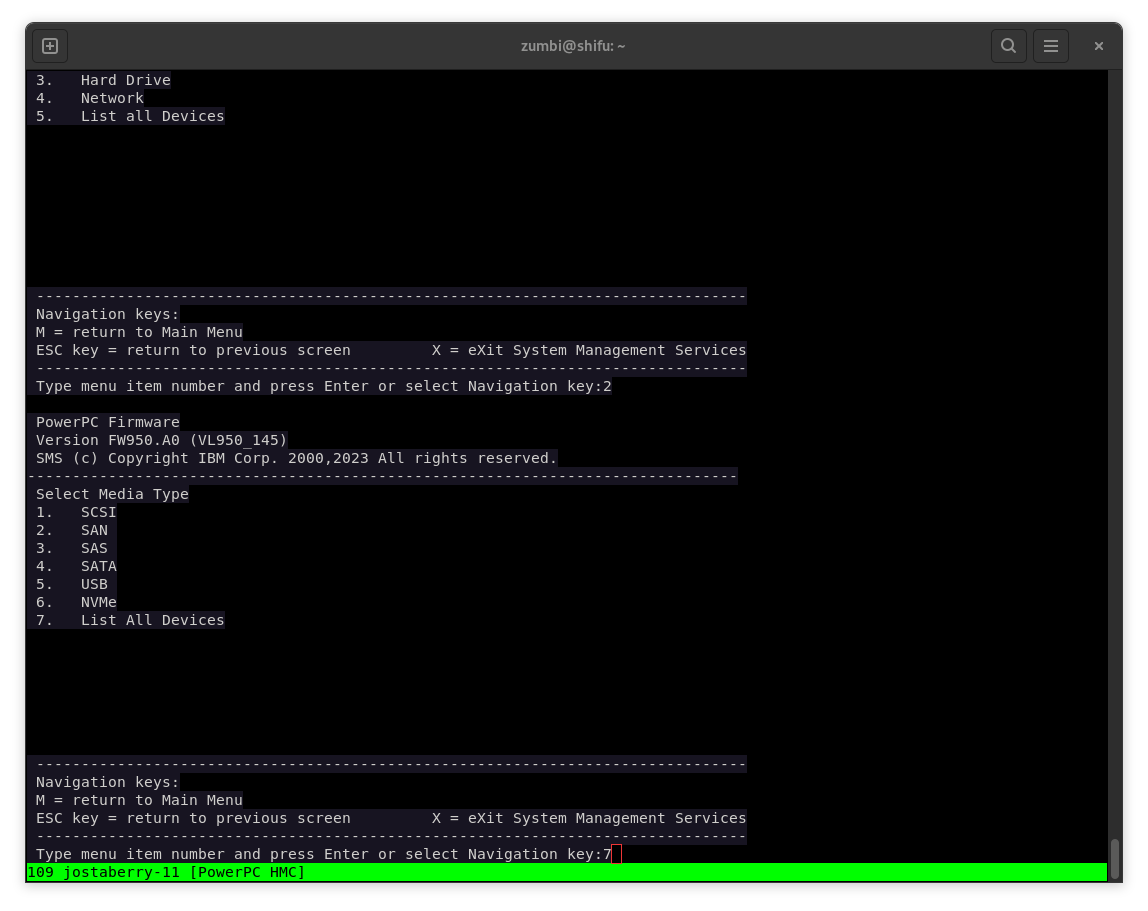 zumbi@shifu: ~
3.   Hard Drive
4.   Network
5.   List all Devices
-------------------------------------------------------------------------------
Navigation keys:
M = return to Main Menu
ESC key = return to previous screen         X = eXit System Management Services
-------------------------------------------------------------------------------
Type menu item number and press Enter or select Navigation key:2
PowerPC Firmware
Version FW950.A0 (VL950_145)
SMS (c) Copyright IBM Corp. 2000,2023 All rights reserved.
-------------------------------------------------------------------------------
Select Media Type
1.   SCSI
2.   SAN
3.   SAS
4.   SATA
5.   USB
6.   NVMe
7.   List All Devices
-------------------------------------------------------------------------------
Navigation keys:
M = return to Main Menu
ESC key = return to previous screen         X = eXit System Management Services
-------------------------------------------------------------------------------
Type menu item number and press Enter or select Navigation key:7
109 jostaberry-11 [PowerPC HMC]